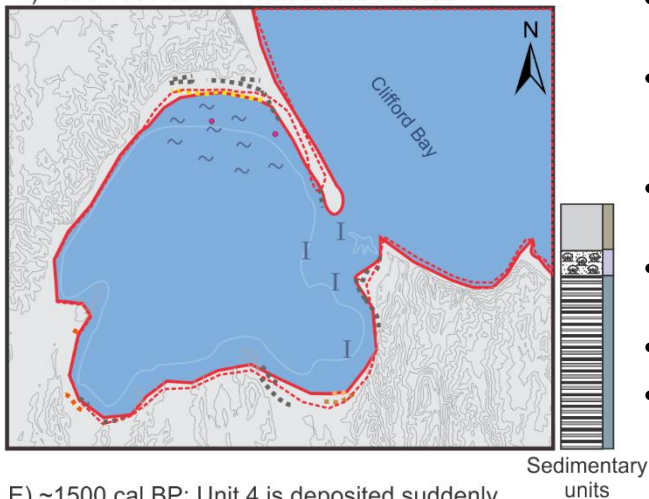 N
Clifford Bay
I
I
I
I
Sedimentary
units
E) ~1500 cal BP: Unit 4 is deposited suddenly